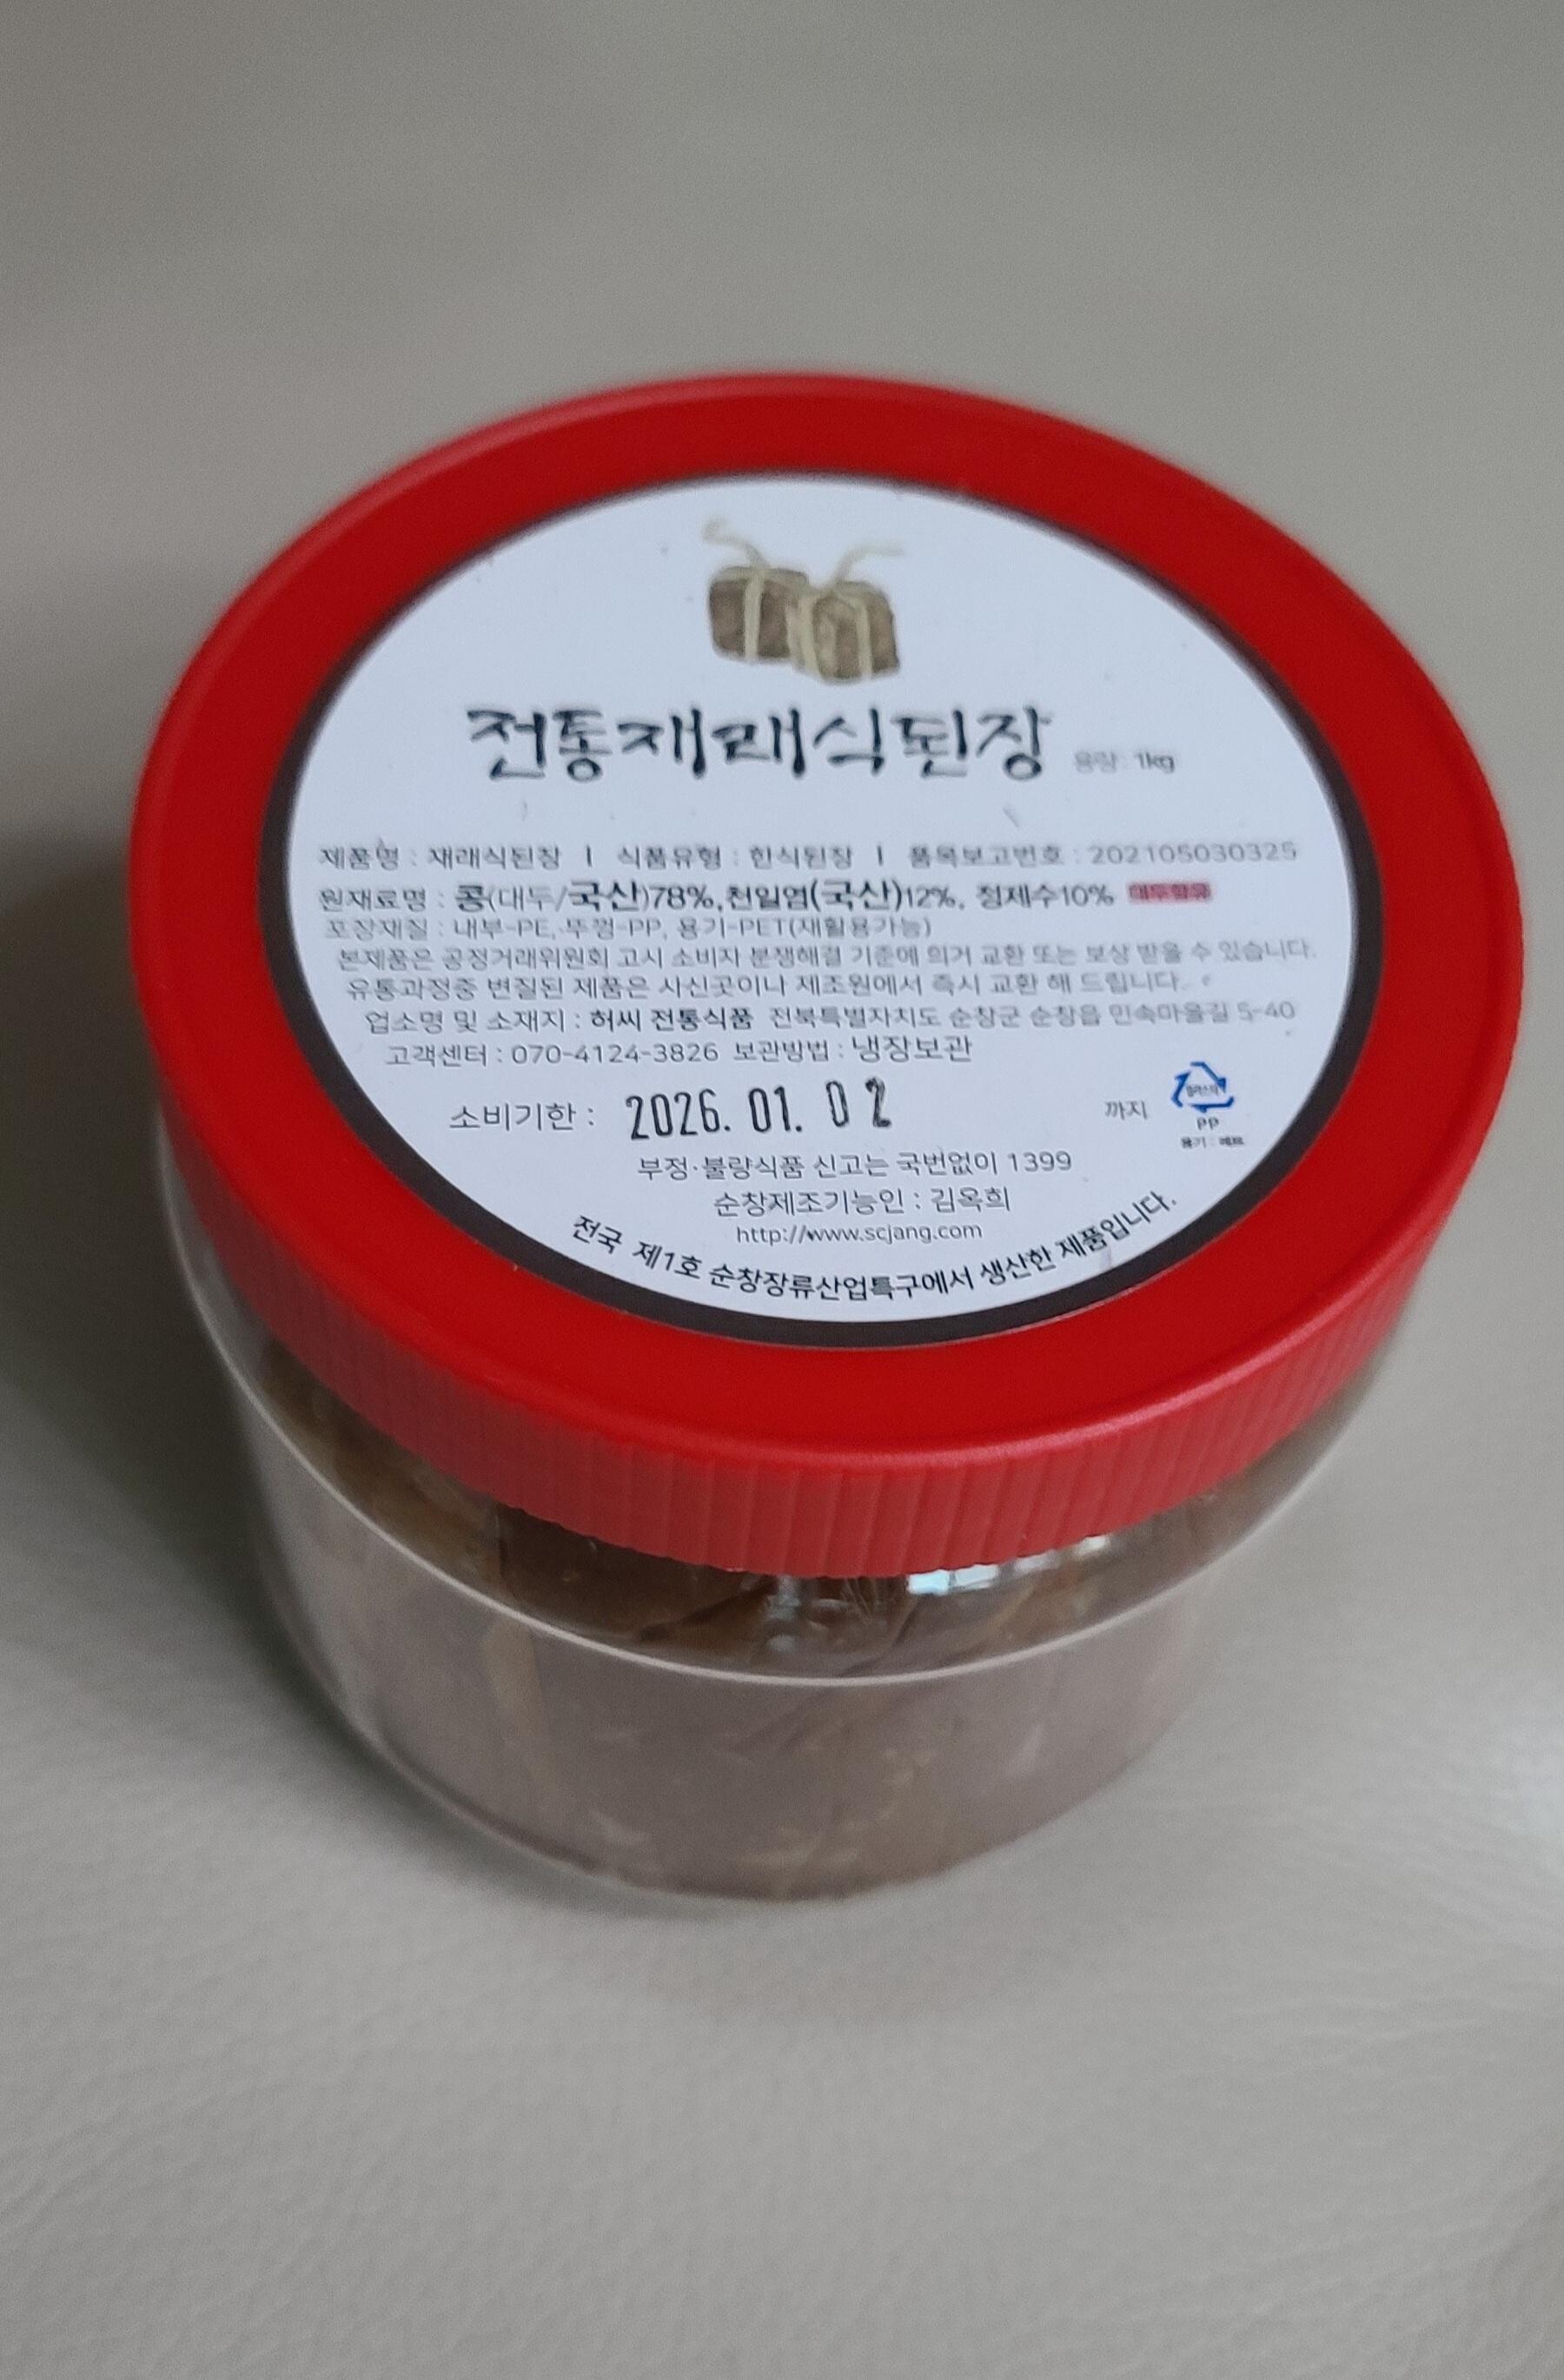 전통재래식된장 용량: 1kg
제품명 : 재래식된장 | 식품유형 : 한식된장 | 품목보고번호 : 202105030325
원재료명 : 콩(대두/국산)78%,천일염(국산)12%, 정제수10% 대두함유
포장재질 : 내부-PE, 뚜껑-PP, 용기-PET(재활용가능)
본제품은 공정거래위원회 고시 소비자 분쟁해결 기준에 의거 교환 또는 보상 받을 수 있습니다.
유통과정중 변질된 제품은 사신곳이나 제조원에서 즉시 교환 해 드립니다.
업소명 및 소재지 : 허씨 전통식품 전북특별자치도 순창군 순창읍 민속마을길 5-40
고객센터 : 070-4124-3826 보관방법 : 냉장보관
소비기한 : 2026. 01. 02 까지
플라스틱
PP
용기 : 페트
부정·불량식품 신고는 국번없이 1399
순창제조기능인 : 김옥희
http://www.scjang.com
전국 제1호 순창장류산업특구에서 생산한 제품입니다.